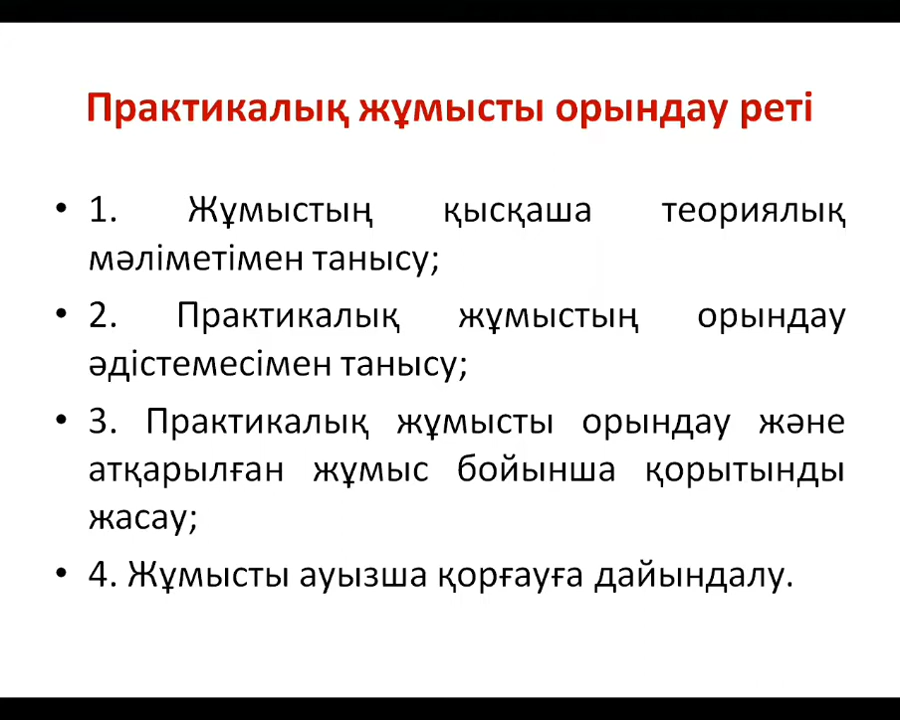 Практикалық жұмысты орындау реті
• 1. Жұмыстың қысқаша теориялық
мәліметімен танысу;
• 2. Практикалық жұмыстың орындау
әдістемесімен танысу;
• 3. Практикалық жұмысты орындау және
атқарылған жұмыс бойынша қорытынды
жасау;
• 4. Жұмысты ауызша қорғауға дайындалу.